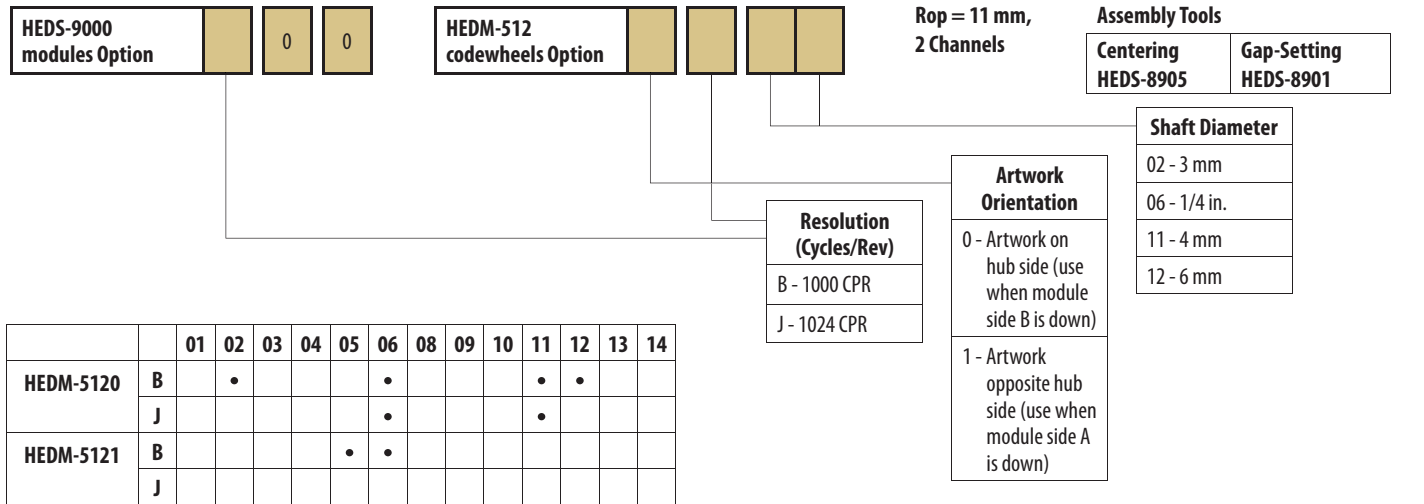 HEDS-9000
modules Option
0
0
HEDM-512
codewheels Option
Rop = 11 mm,
2 Channels
Assembly Tools
Centering
HEDS-8905
Gap-Setting
HEDS-8901
Shaft Diameter
02 - 3 mm
06 - 1/4 in.
11 - 4 mm
12 - 6 mm
Artwork
Orientation
0 - Artwork on
hub side (use
when module
side B is down)
1 - Artwork
opposite hub
side (use when
module side A
is down)
Resolution
(Cycles/Rev)
B - 1000 CPR
J - 1024 CPR
01 02 03 04 05 06 08 09 10 11 12 13 14
HEDM-5120 B • • • •
J • •
HEDM-5121 B • •
J